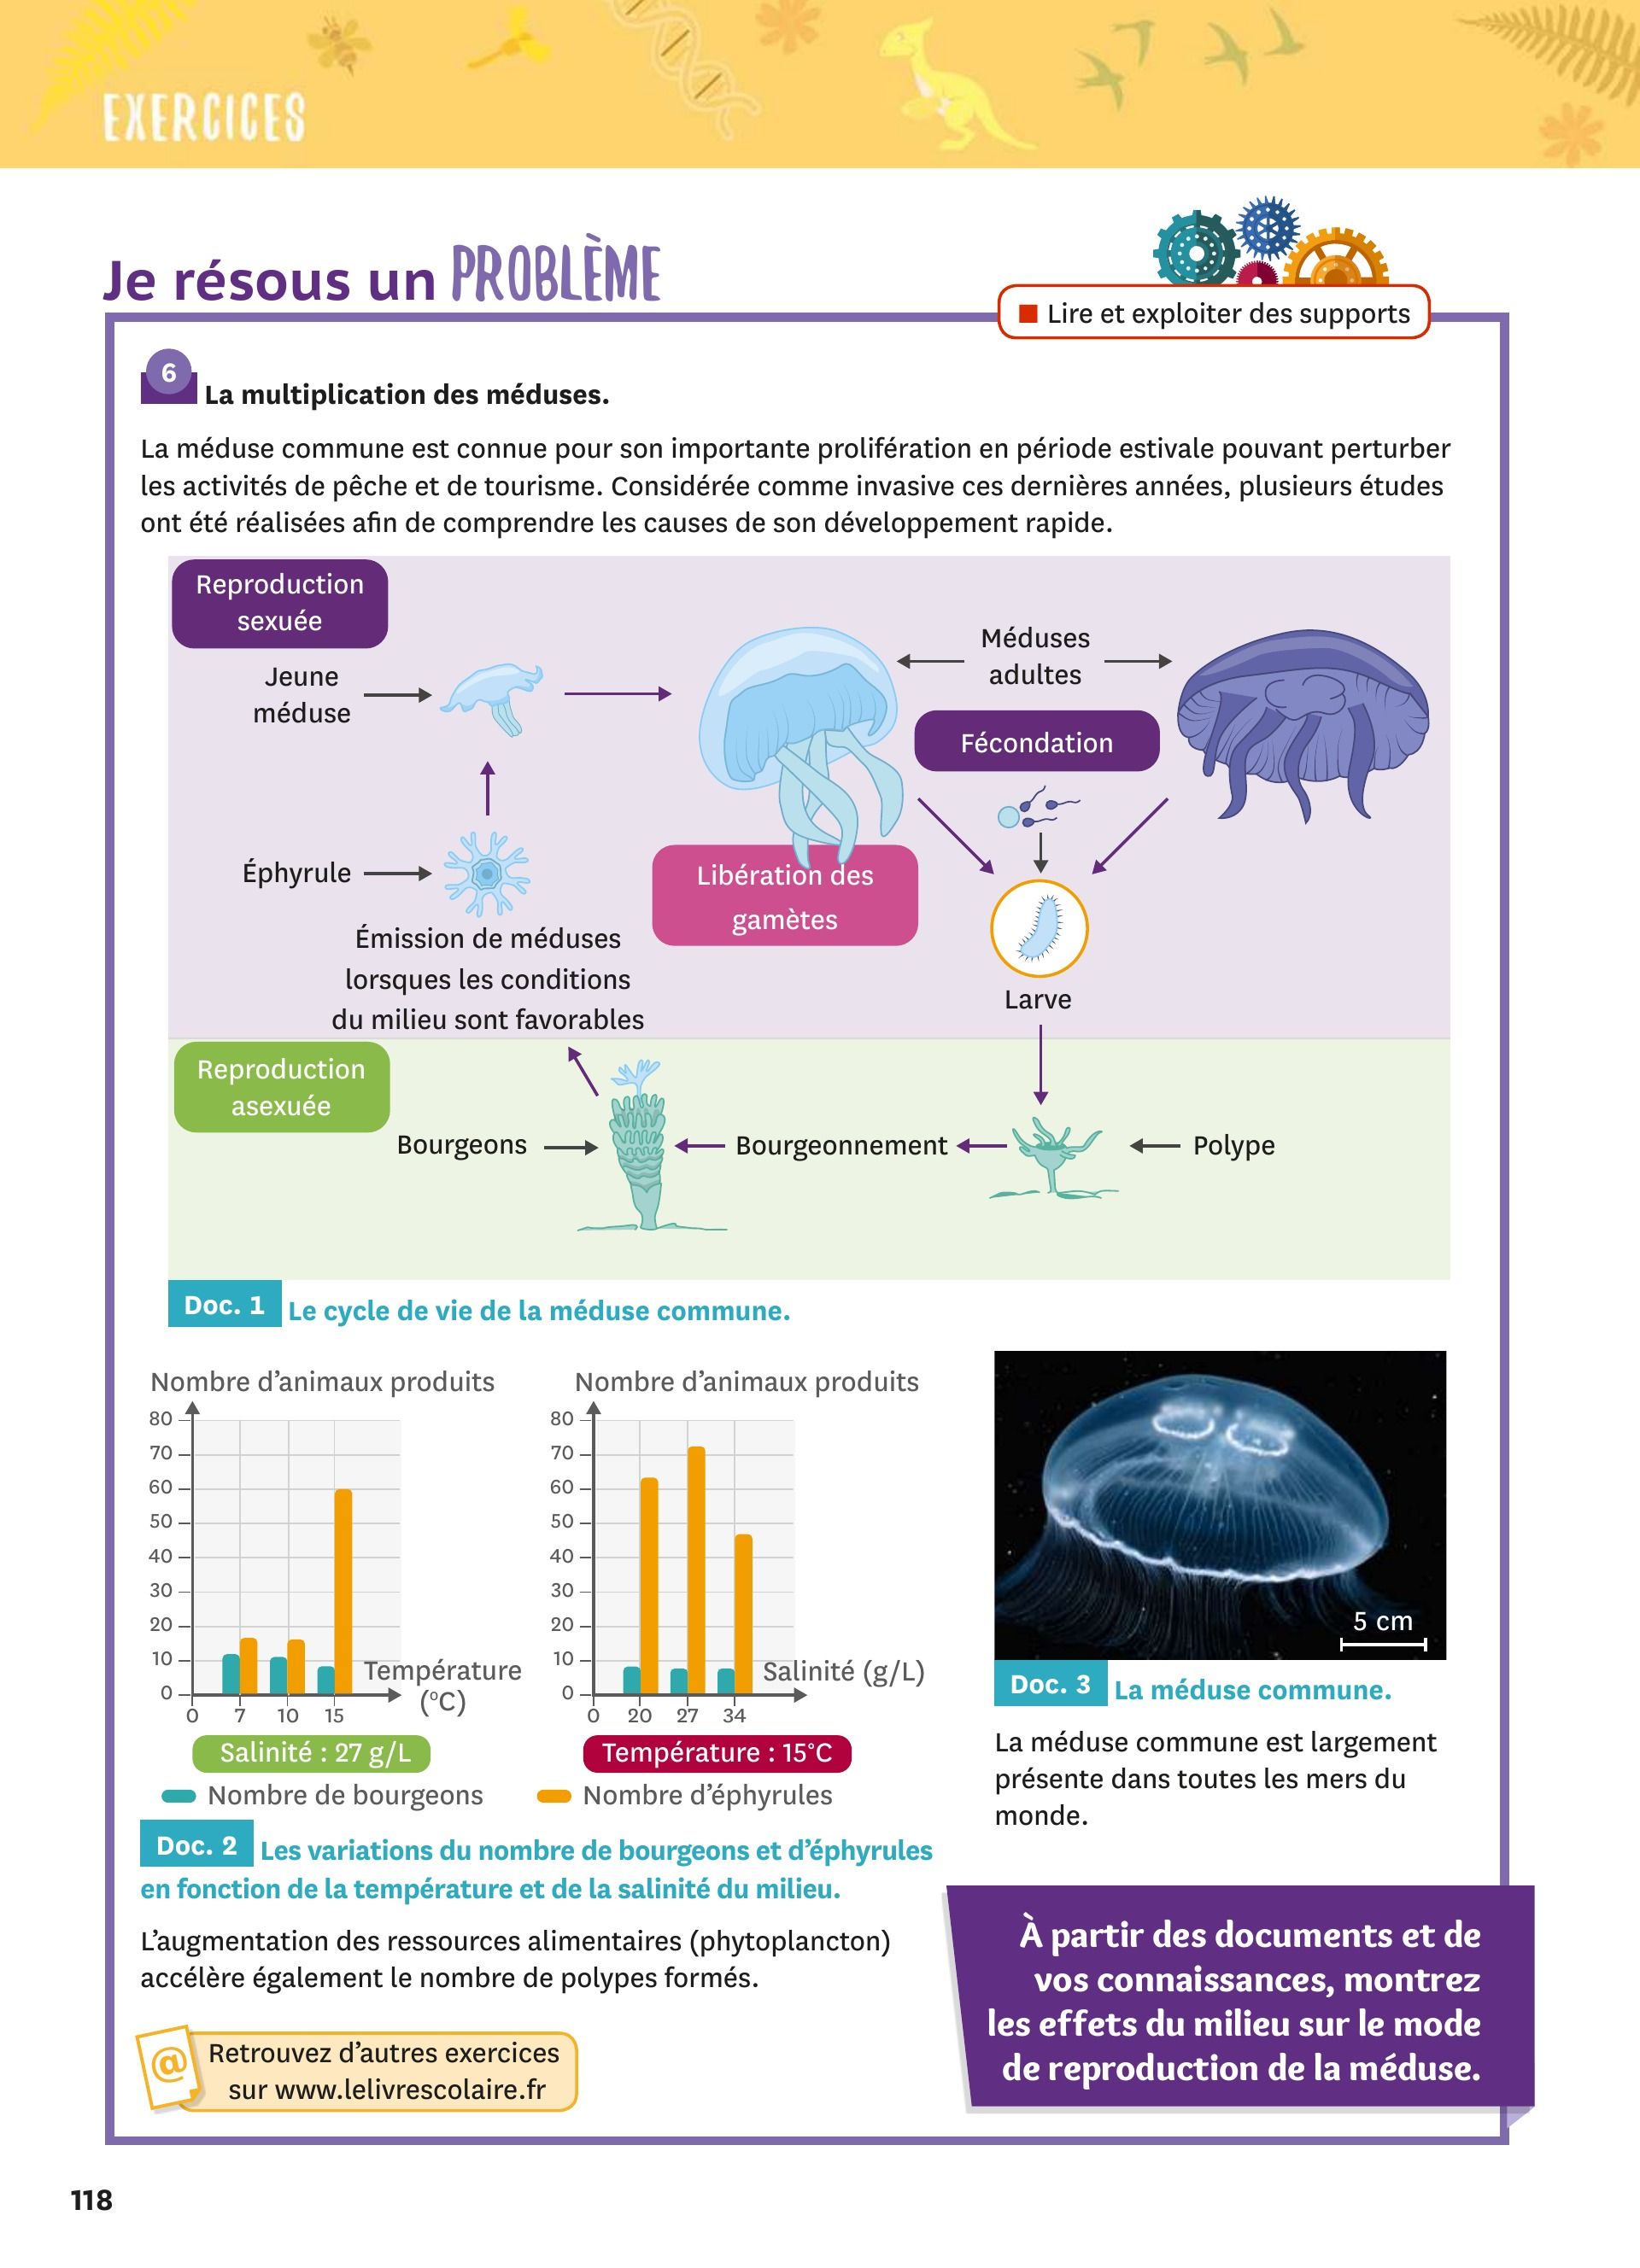 EXERCICES
Je résous un PROBLÈME
Lire et exploiter des supports
6
La multiplication des méduses.
La méduse commune est connue pour son importante prolifération en période estivale pouvant perturber
les activités de pêche et de tourisme. Considérée comme invasive ces dernières années, plusieurs études
ont été réalisées afin de comprendre les causes de son développement rapide.
Reproduction
sexuée
Jeune
méduse
Méduses
adultes
Fécondation
Éphyrule
Libération des
gamètes
Émission de méduses
lorsques les conditions
du milieu sont favorables
Larve
Reproduction
asexuée
Bourgeons
Bourgeonnement
Polype
Doc. 1 Le cycle de vie de la méduse commune.
Nombre d'animaux produits
80
70
60
50
40
30
20
10
0
0 7 10 15
Température
(°C)
Salinité : 27 g/L
Nombre d'animaux produits
80
70
60
50
40
30
20
10
0
0 20 27 34
Salinité (g/L)
Température : 15°C
Nombre de bourgeons
Nombre d'éphyrules
Doc. 2 Les variations du nombre de bourgeons et d'éphyrules
en fonction de la température et de la salinité du milieu.
L'augmentation des ressources alimentaires (phytoplancton)
accélère également le nombre de polypes formés.
5 cm
Doc. 3 La méduse commune.
La méduse commune est largement
présente dans toutes les mers du
monde.
À partir des documents et de
vos connaissances, montrez
les effets du milieu sur le mode
de reproduction de la méduse.
@
Retrouvez d'autres exercices
sur www.lelivrescolaire.fr
118